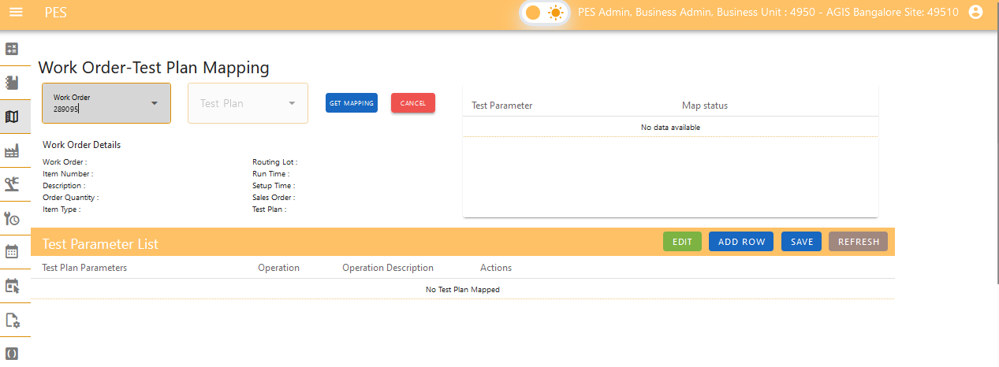 PES
PES Admin, Business Admin, Business Unit : 4950 - AGIS Bangalore Site: 49510
Work Order-Test Plan Mapping
Work Order
289095
Test Plan
GET MAPPING
CANCEL
Test Parameter Map status
No data available
Work Order Details
Work Order : Routing Lot :
Item Number : Run Time :
Description : Setup Time :
Order Quantity : Sales Order :
Item Type : Test Plan :
Test Parameter List
EDIT
ADD ROW
SAVE
REFRESH
Test Plan Parameters Operation Operation Description Actions
No Test Plan Mapped